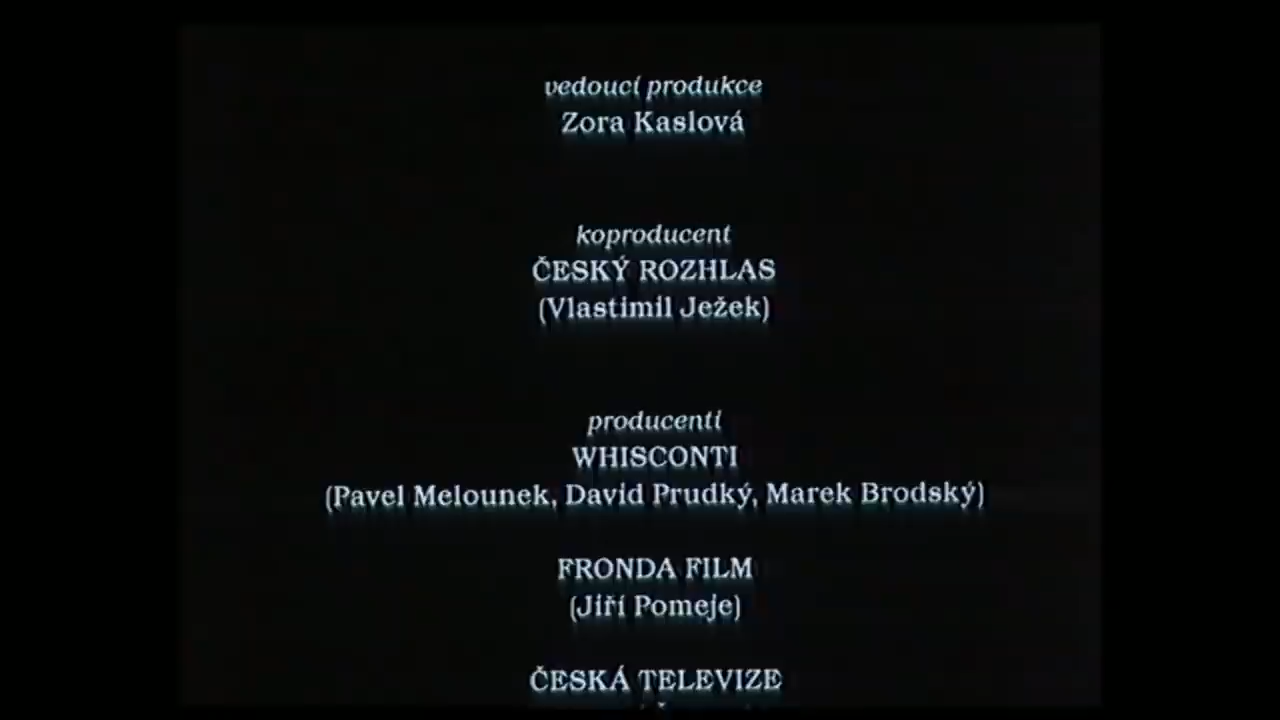 vedoucí produkce
Zora Kaslová
koproducent
ČESKÝ ROZHLAS
(Vlastimil Ježek)
producenti
WHISCONTI
(Pavel Melounek, David Prudký, Marek Brodský)
FRONDA FILM
(Jiří Pomeje)
ČESKÁ TELEVIZE